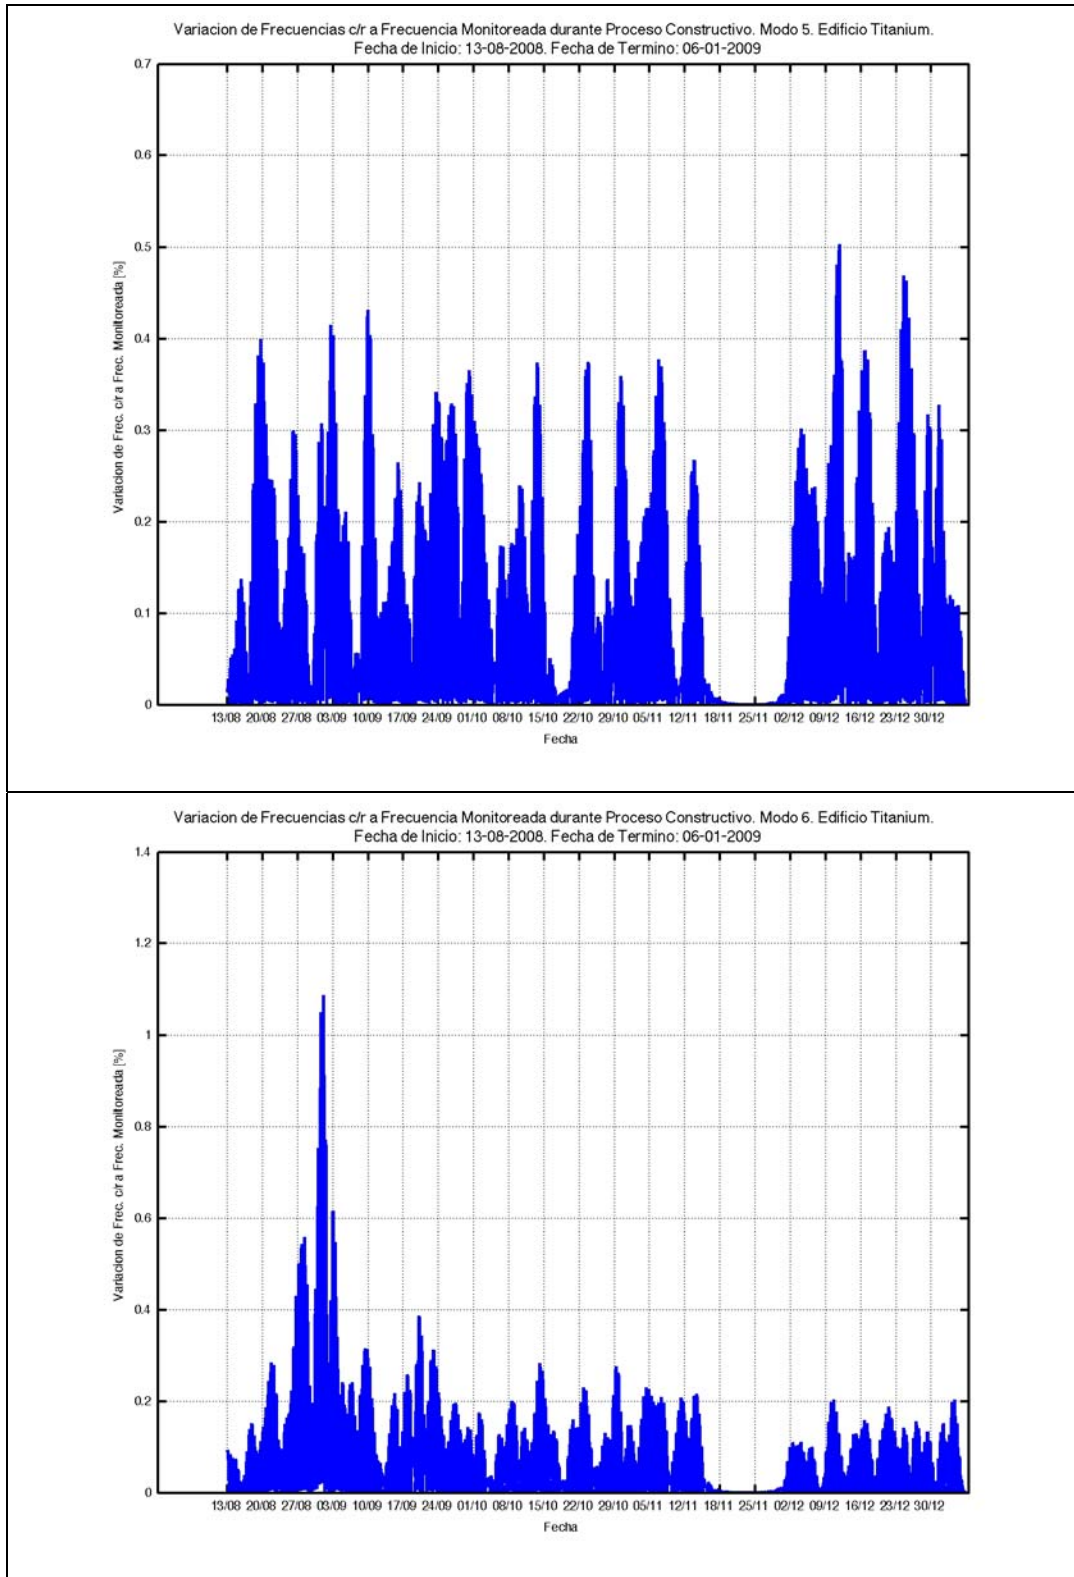 Variacion de Frecuencias c/r a Frecuencia Monitoreada durante Proceso Constructivo. Modo 5. Edificio Titanium.
Fecha de Inicio: 13-08-2008. Fecha de Termino: 06-01-2009
Variacion de Frec. c/r a Frec. Monitoreada [%]
0.7
0.6
0.5
0.4
0.3
0.2
0.1
0
13/08 20/08 27/08 03/09 10/09 17/09 24/09 01/10 08/10 15/10 22/10 29/10 05/11 12/11 18/11 25/11 02/12 09/12 16/12 23/12 30/12
Fecha
Variacion de Frecuencias c/r a Frecuencia Monitoreada durante Proceso Constructivo. Modo 6. Edificio Titanium.
Fecha de Inicio: 13-08-2008. Fecha de Termino: 06-01-2009
Variacion de Frec. c/r a Frec. Monitoreada [%]
1.4
1.2
1
0.8
0.6
0.4
0.2
0
13/08 20/08 27/08 03/09 10/09 17/09 24/09 01/10 08/10 15/10 22/10 29/10 05/11 12/11 18/11 25/11 02/12 09/12 16/12 23/12 30/12
Fecha